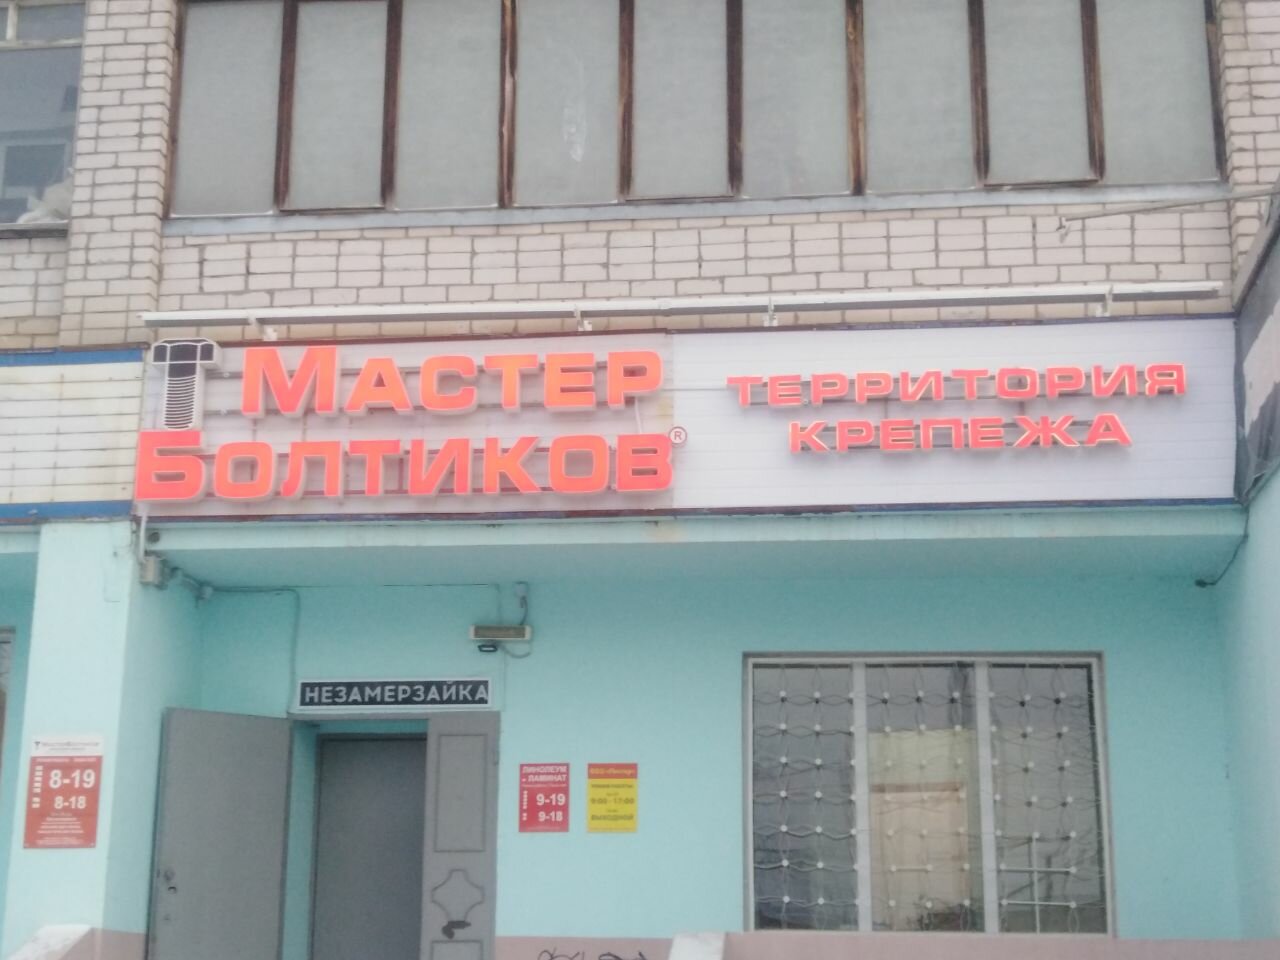 Мастер
Болтиков
®
ТЕРРИТОРИЯ
КРЕПЕЖА
НЕЗАМЕРЗАЙКА
МастерБолтиков
8-19
8-18
ЛИНОЛЕУМ
ЛАМИНАТ
9-19
9-18
9:00 - 17:00
ВЫХОДНОЙ